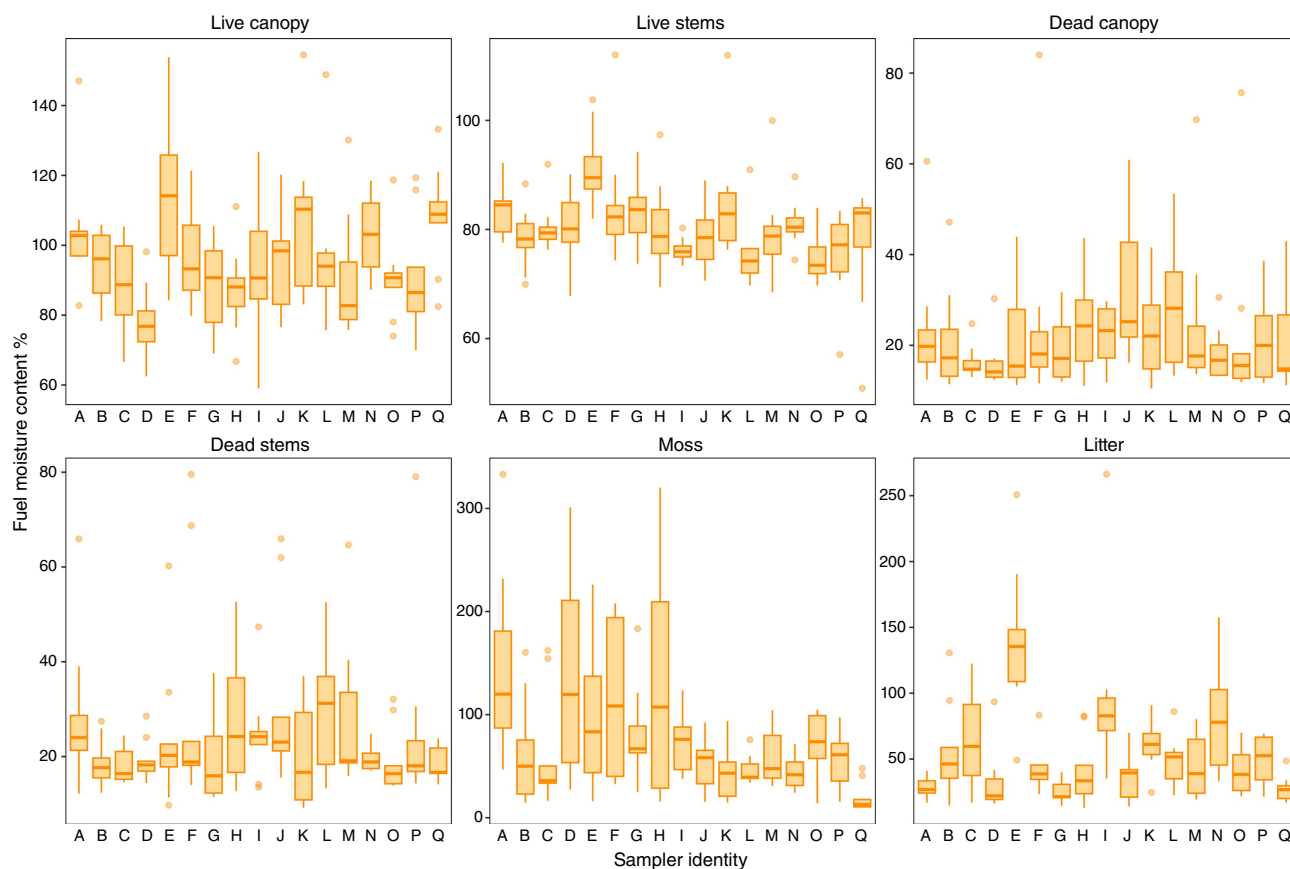 Live canopy
Live stems
Dead canopy
140
120
100
80
60
100
80
60
80
60
40
20
A B C D E F G H I J K L M N O P Q
A B C D E F G H I J K L M N O P Q
A B C D E F G H I J K L M N O P Q
Fuel moisture content %
Dead stems
Moss
Litter
80
60
40
20
300
200
100
0
250
200
150
100
50
A B C D E F G H I J K L M N O P Q
A B C D E F G H I J K L M N O P Q
A B C D E F G H I J K L M N O P Q
Sampler identity